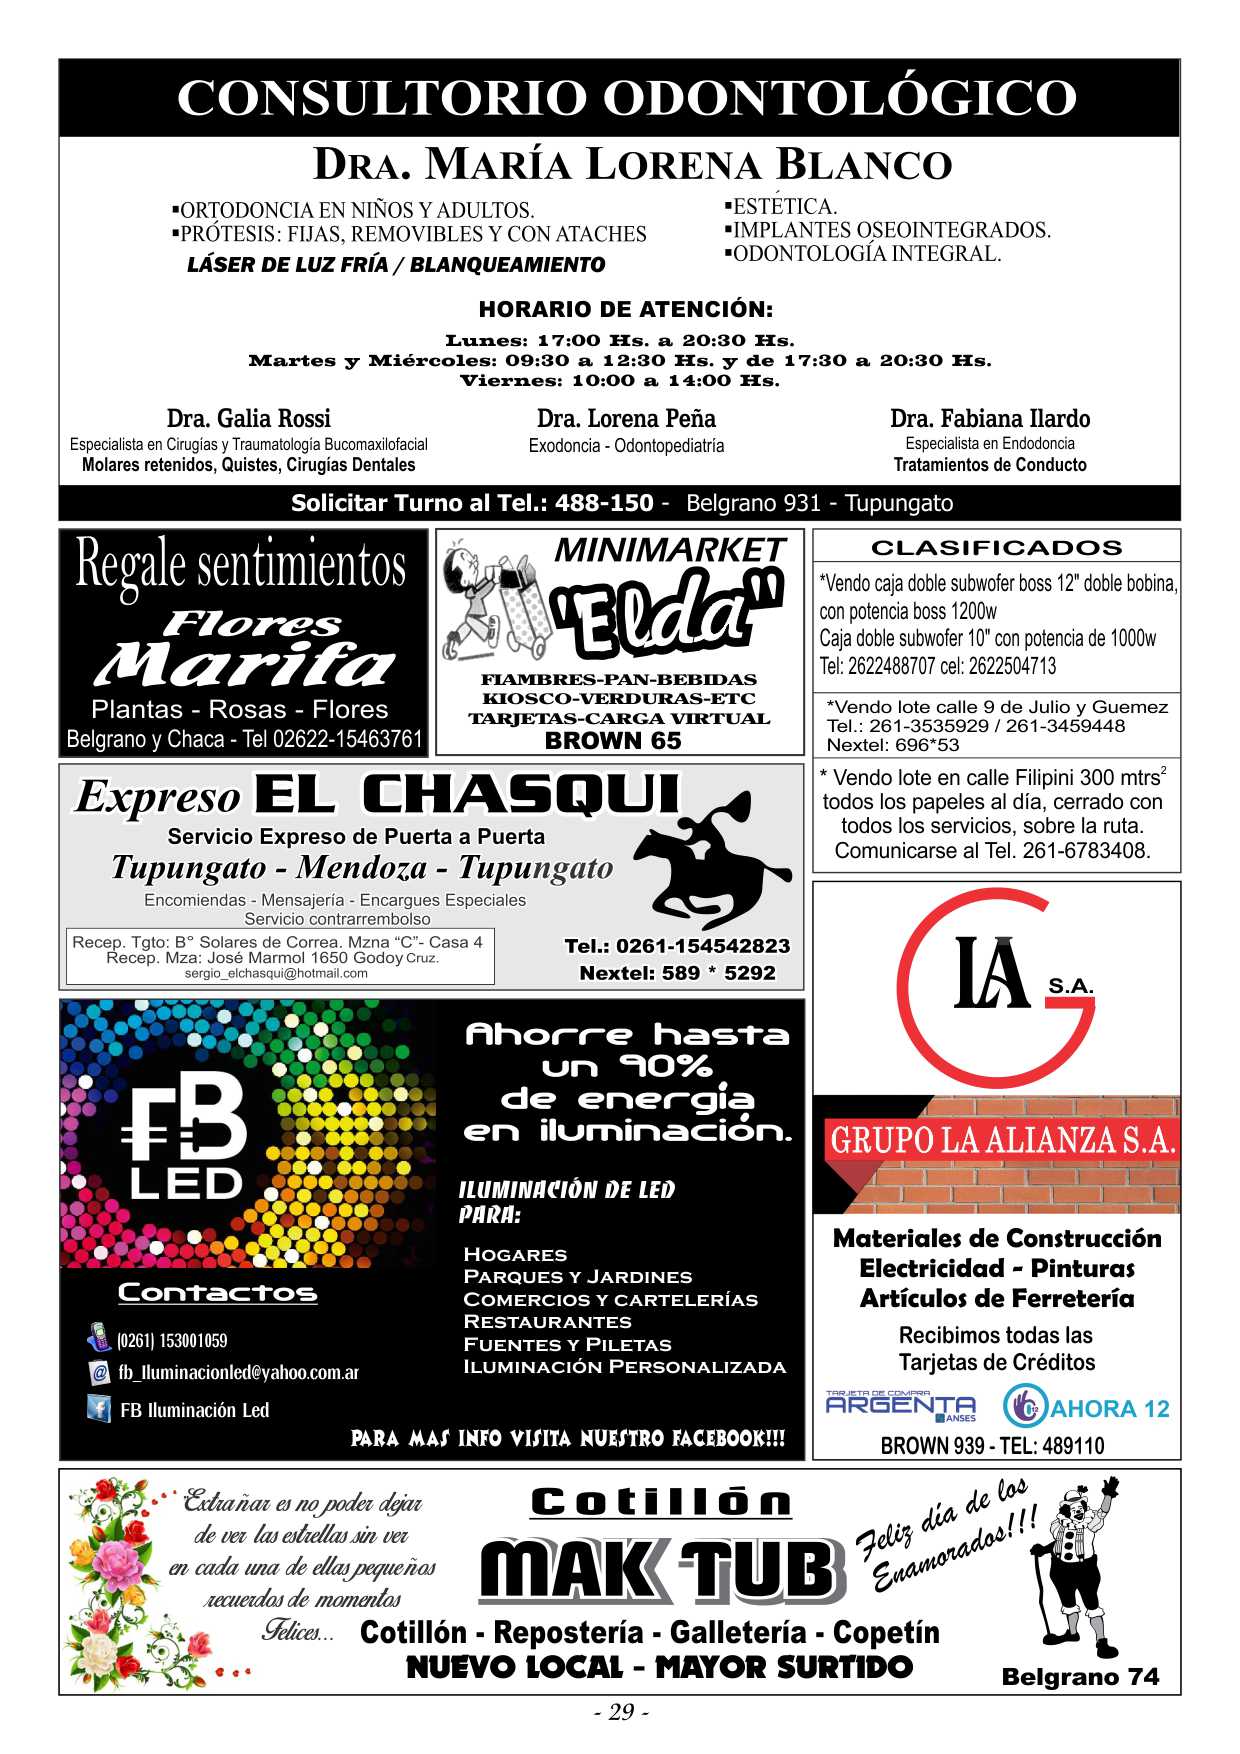 CONSULTORIO ODONTOLÓGICO
DRA. MARÍA LORENA BLANCO
▪ORTODONCIA EN NIÑOS Y ADULTOS.
▪PRÓTESIS: FIJAS, REMOVIBLES Y CON ATACHES
LÁSER DE LUZ FRÍA / BLANQUEAMIENTO
▪ESTÉTICA.
▪IMPLANTES OSEOINTEGRADOS.
▪ODONTOLOGÍA INTEGRAL.
HORARIO DE ATENCIÓN:
Lunes: 17:00 Hs. a 20:30 Hs.
Martes y Miércoles: 09:30 a 12:30 Hs. y de 17:30 a 20:30 Hs.
Viernes: 10:00 a 14:00 Hs.
Dra. Galia Rossi
Especialista en Cirugías y Traumatología Bucomaxilofacial
Molares retenidos, Quistes, Cirugías Dentales
Dra. Lorena Peña
Exodoncia - Odontopediatría
Dra. Fabiana Ilardo
Especialista en Endodoncia
Tratamientos de Conducto
Solicitar Turno al Tel.: 488-150 - Belgrano 931 - Tupungato
Regale sentimientos
Flores
Marifa
Plantas - Rosas - Flores
Belgrano y Chaca - Tel 02622-15463761
MINIMARKET
"Elda"
FIAMBRES-PAN-BEBIDAS
KIOSCO-VERDURAS-ETC
TARJETAS-CARGA VIRTUAL
BROWN 65
CLASIFICADOS
*Vendo caja doble subwofer boss 12" doble bobina,
con potencia boss 1200w
Caja doble subwofer 10" con potencia de 1000w
Tel: 2622488707 cel: 2622504713
*Vendo lote calle 9 de Julio y Guemez
Tel.: 261-3535929 / 261-3459448
Nextel: 696*53
* Vendo lote en calle Filipini 300 mtrs²
todos los papeles al día, cerrado con
todos los servicios, sobre la ruta.
Comunicarse al Tel. 261-6783408.
Expreso EL CHASQUI
Servicio Expreso de Puerta a Puerta
Tupungato - Mendoza - Tupungato
Encomiendas - Mensajería - Encargues Especiales
Servicio contrarrembolso
Recep. Tgto: B° Solares de Correa. Mzna “C”- Casa 4
Recep. Mza: José Marmol 1650 Godoy Cruz.
sergio_elchasqui@hotmail.com
Tel.: 0261-154542823
Nextel: 589 * 5292
FB
LED
Ahorre hasta
un 90%
de energía
en iluminación.
ILUMINACIÓN DE LED
PARA:
HOGARES
PARQUES Y JARDINES
COMERCIOS Y CARTELERÍAS
RESTAURANTES
FUENTES Y PILETAS
ILUMINACIÓN PERSONALIZADA
Contactos
(0261) 153001059
@ fb_Iluminacionled@yahoo.com.ar
f FB Iluminación Led
PARA MAS INFO VISITA NUESTRO FACEBOOK!!!
G LA S.A.
GRUPO LA ALIANZA S.A.
Materiales de Construcción
Electricidad - Pinturas
Artículos de Ferretería
Recibimos todas las
Tarjetas de Créditos
TARJETA DE COMPRA
ARGENTA
ANSES
12 AHORA 12
BROWN 939 - TEL: 489110
"Extrañar es no poder dejar
de ver las estrellas sin ver
en cada una de ellas pequeños
recuerdos de momentos
Felices...
Cotillón
MAK TUB
Feliz día de los
Enamorados!!!
Cotillón - Repostería - Galletería - Copetín
NUEVO LOCAL - MAYOR SURTIDO
Belgrano 74
- 29 -